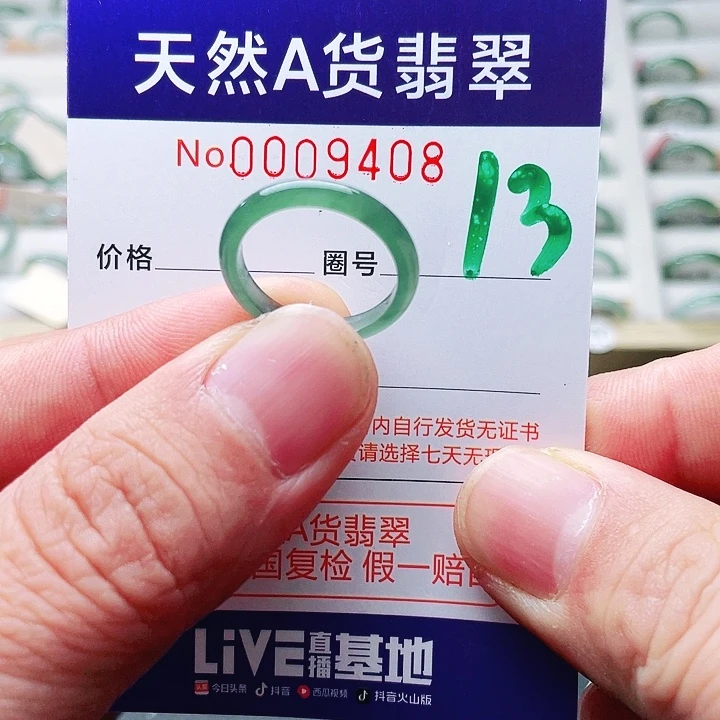 天然A货翡翠
No0009408
13
价格 圈号
内自行发货无证书
请选择七天无
A货翡翠
国复检 假一赔
LiVE直播基地
今日头条 抖音 西瓜视频 抖音火山版